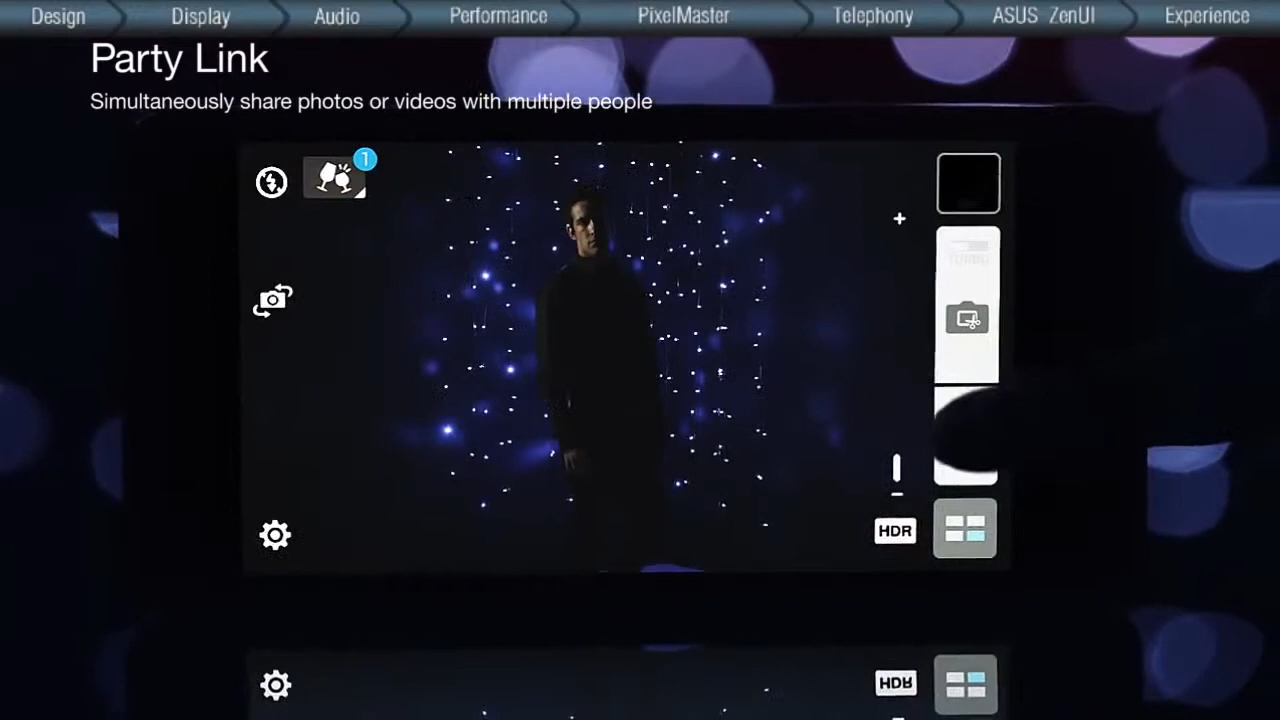 Design
Display
Audio
Performance
PixelMaster
Telephony
ASUS ZenUI
Experience
Party Link
Simultaneously share photos or videos with multiple people
1
HDR